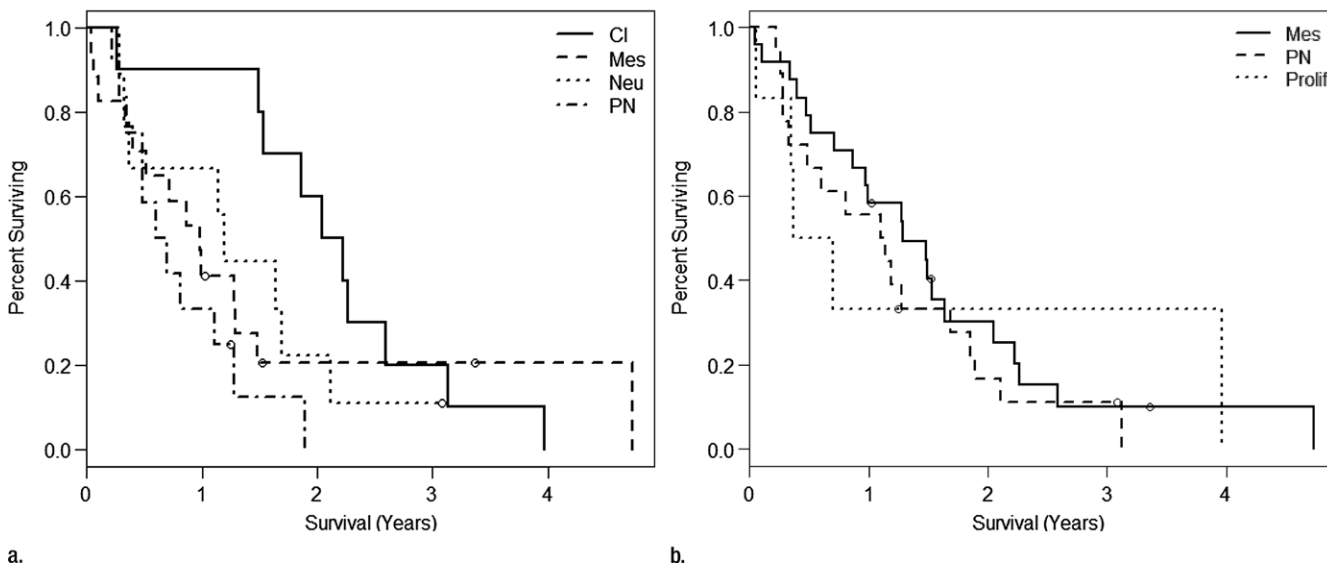 1.0
0.8
0.6
0.4
0.2
0.0
Percent Surviving
0 1 2 3 4
Survival (Years)
Cl
Mes
Neu
PN
a.
1.0
0.8
0.6
0.4
0.2
0.0
Percent Surviving
0 1 2 3 4
Survival (Years)
Mes
PN
Prolif
b.